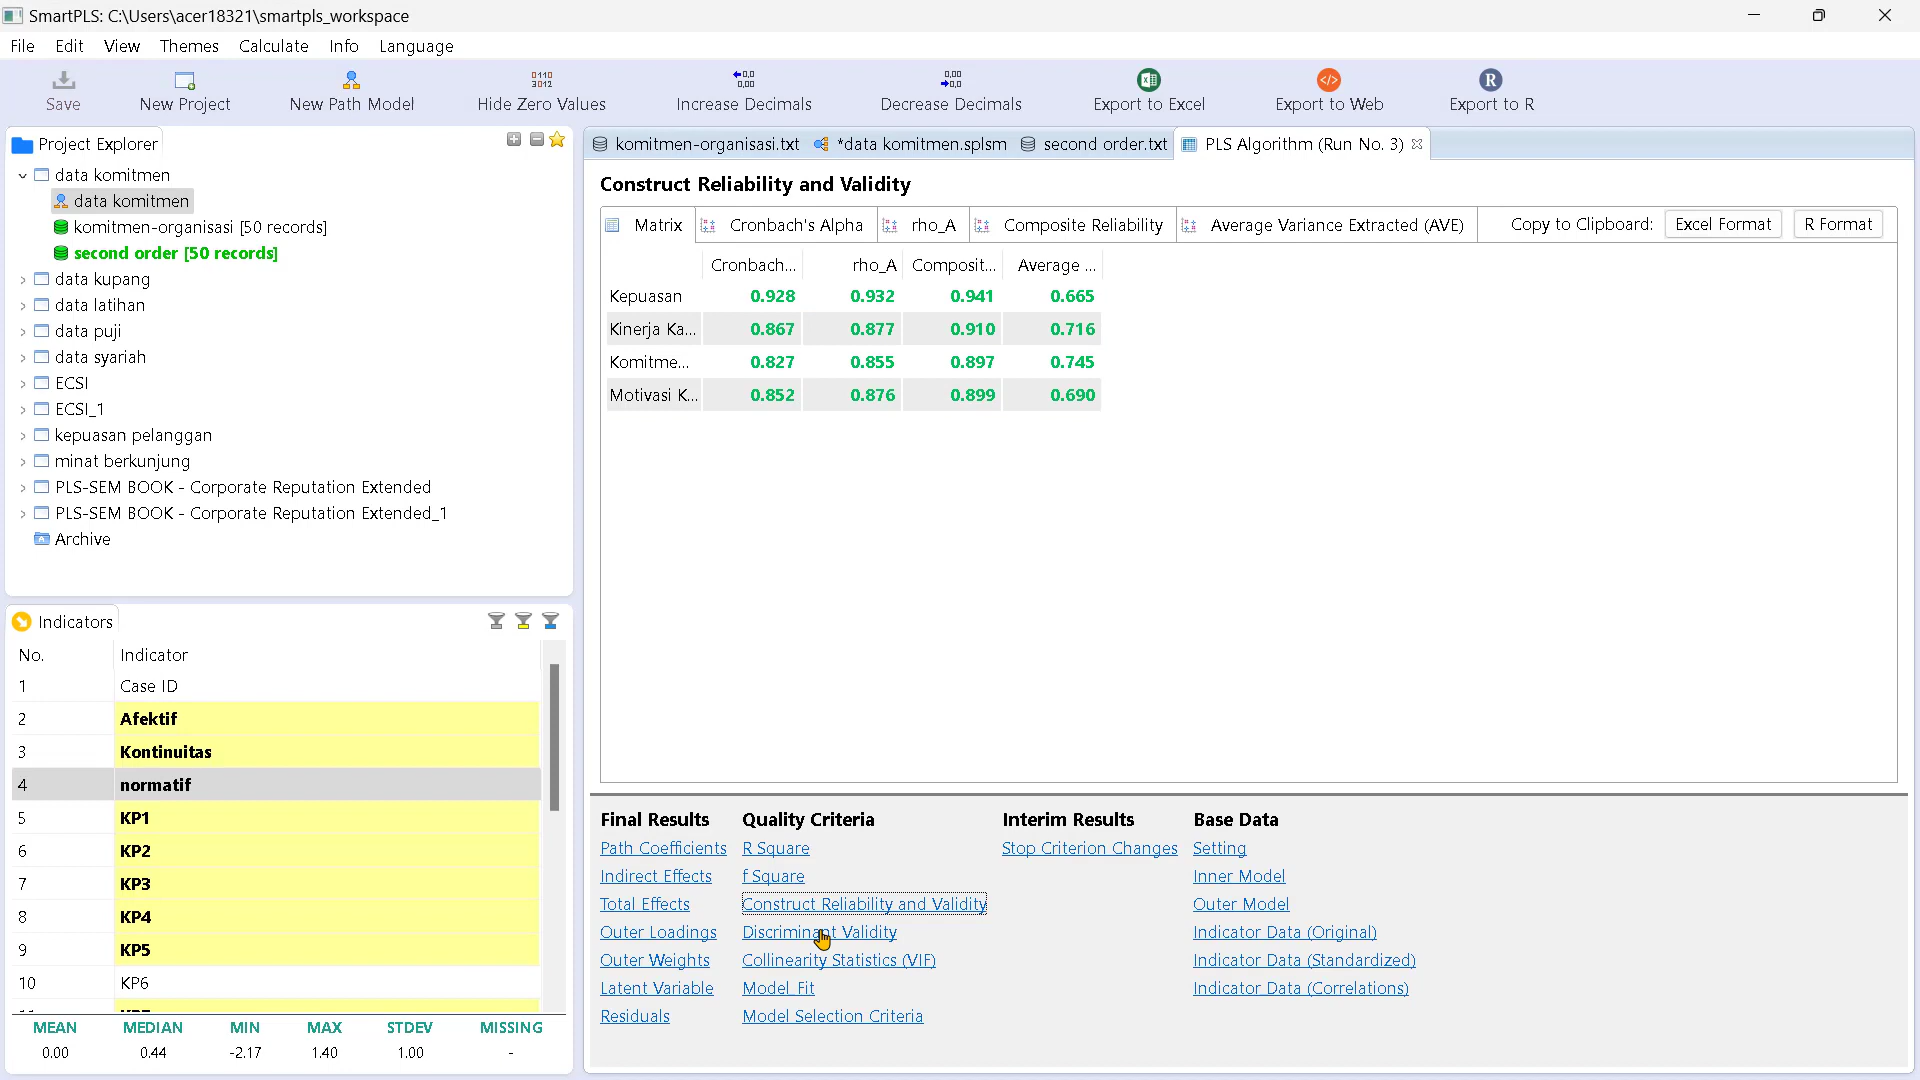 SmartPLS: C:\Users\acer18321\smartpls_workspace
File Edit View Themes Calculate Info Language
Save New Project New Path Model Hide Zero Values Increase Decimals Decrease Decimals Export to Excel Export to Web Export to R
Project Explorer
data komitmen
data komitmen
komitmen-organisasi [50 records]
second order [50 records]
data kupang
data latihan
data puji
data syariah
ECSI
ECSI_1
kepuasan pelanggan
minat berkunjung
PLS-SEM BOOK - Corporate Reputation Extended
PLS-SEM BOOK - Corporate Reputation Extended_1
Archive
Indicators
No. Indicator
1 Case ID
2 Afektif
3 Kontinuitas
4 normatif
5 KP1
6 KP2
7 KP3
8 KP4
9 KP5
10 KP6
MEAN MEDIAN MIN MAX STDEV MISSING
0.00 0.44 -2.17 1.40 1.00 -
komitmen-organisasi.txt *data komitmen.splsm second order.txt PLS Algorithm (Run No. 3)
Construct Reliability and Validity
Matrix Cronbach's Alpha rho_A Composite Reliability Average Variance Extracted (AVE) Copy to Clipboard: Excel Format R Format
Cronbach... rho_A Composit... Average ...
Kepuasan 0.928 0.932 0.941 0.665
Kinerja Ka... 0.867 0.877 0.910 0.716
Komitme... 0.827 0.855 0.897 0.745
Motivasi K... 0.852 0.876 0.899 0.690
Final Results Quality Criteria Interim Results Base Data
Path Coefficients R Square Stop Criterion Changes Setting
Indirect Effects f Square Inner Model
Total Effects Construct Reliability and Validity Outer Model
Outer Loadings Discriminant Validity Indicator Data (Original)
Outer Weights Collinearity Statistics (VIF) Indicator Data (Standardized)
Latent Variable Model_Fit Indicator Data (Correlations)
Residuals Model Selection Criteria